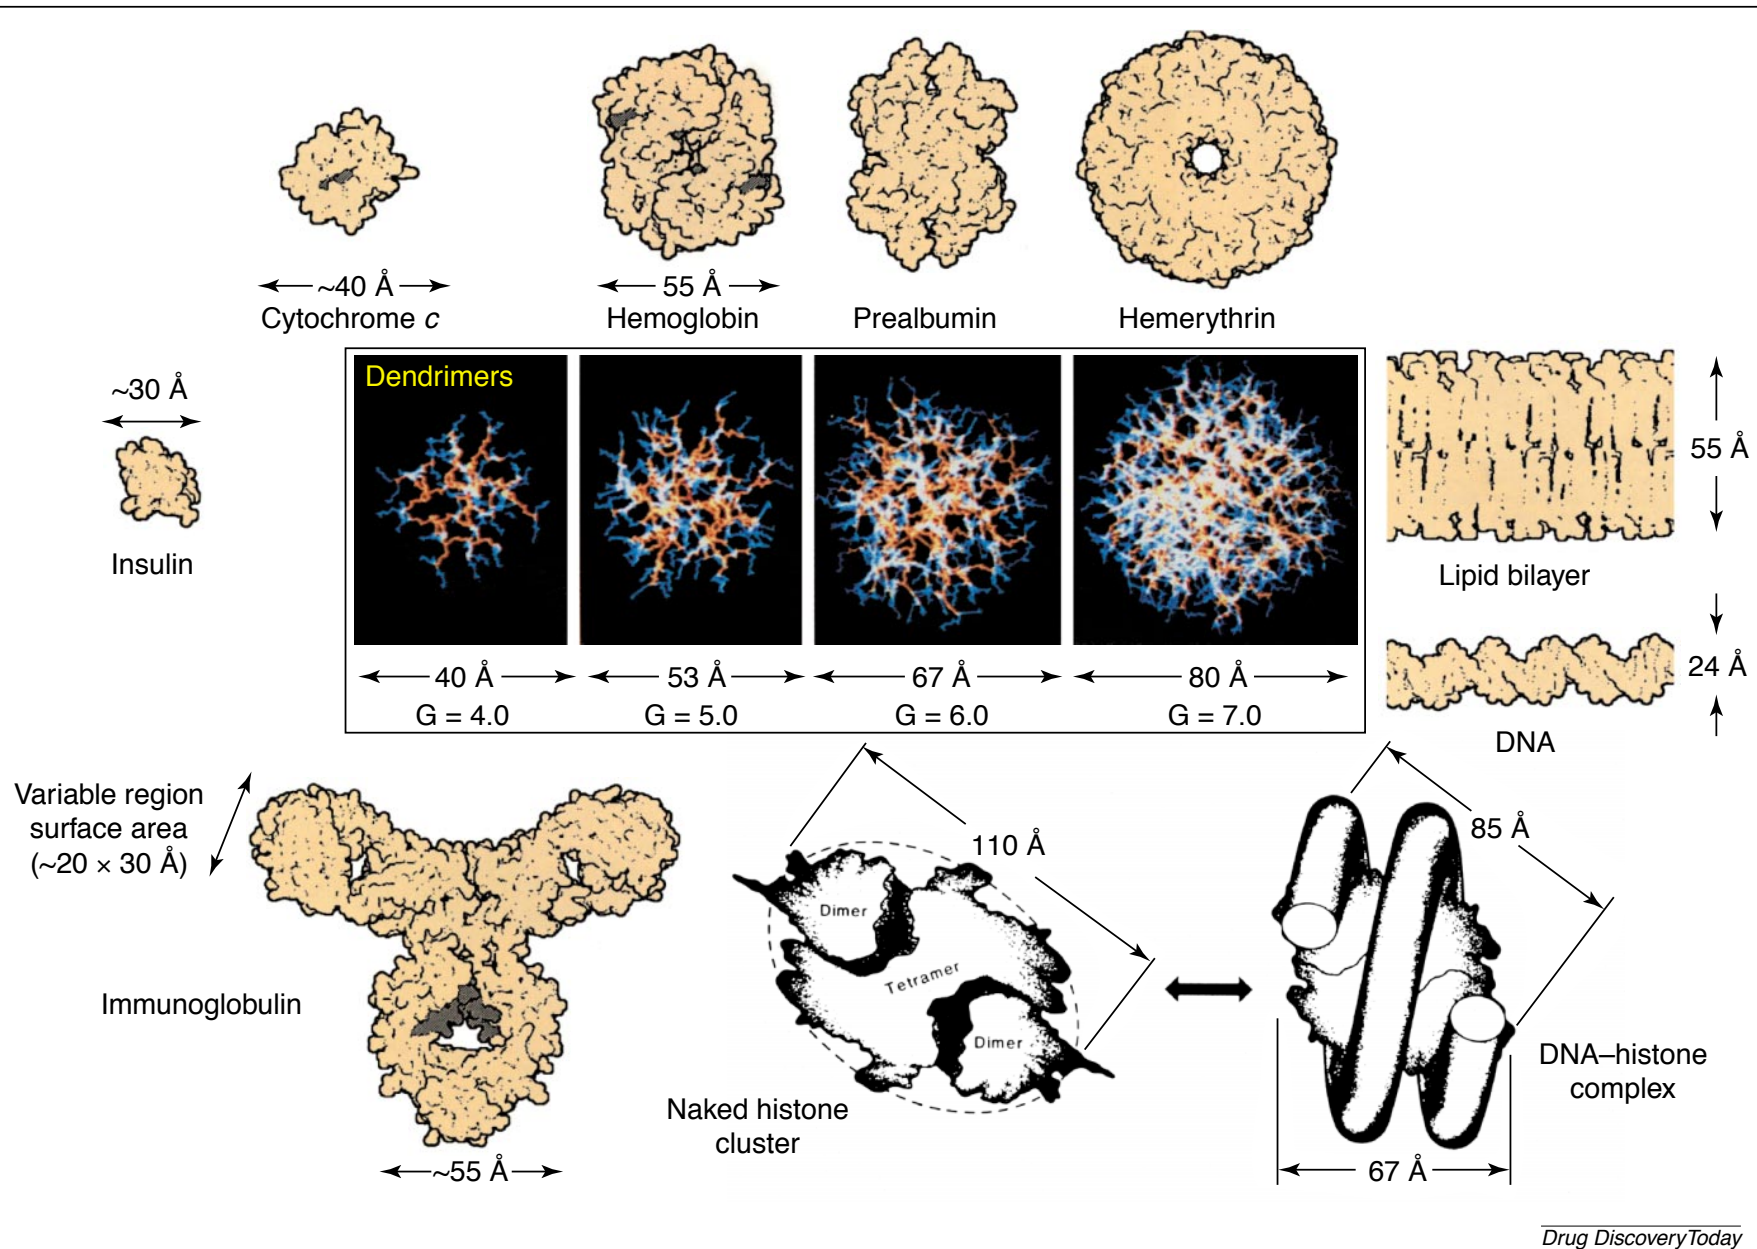 ~40 Å
Cytochrome c
55 Å
Hemoglobin
Prealbumin
Hemerythrin
~30 Å
Insulin
Dendrimers
40 Å
G = 4.0
53 Å
G = 5.0
67 Å
G = 6.0
80 Å
G = 7.0
55 Å
Lipid bilayer
24 Å
DNA
Variable region
surface area
(~20 × 30 Å)
Immunoglobulin
~55 Å
110 Å
Dimer
Tetramer
Dimer
Naked histone
cluster
85 Å
DNA–histone
complex
67 Å
Drug Discovery Today